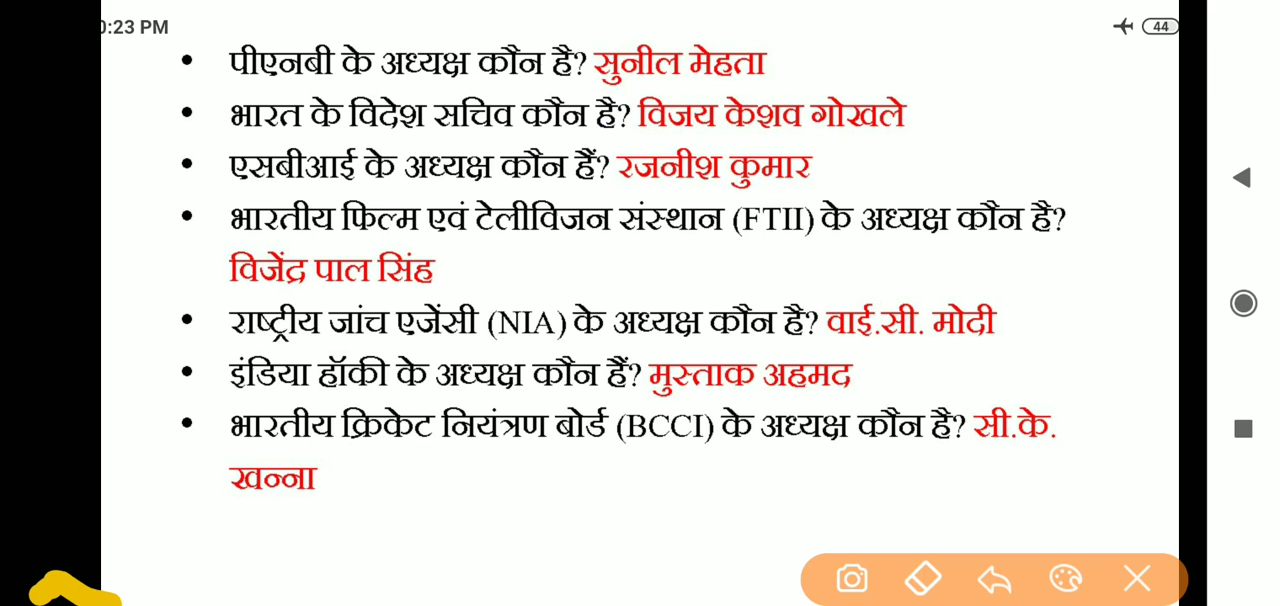 :23 PM
44
• पीएनबी के अध्यक्ष कौन है? सुनील मेहता
• भारत के विदेश सचिव कौन है? विजय केशव गोखले
• एसबीआई के अध्यक्ष कौन हैं? रजनीश कुमार
• भारतीय फिल्म एवं टेलीविजन संस्थान (FTII) के अध्यक्ष कौन है?
विजेंद्र पाल सिंह
• राष्ट्रीय जांच एजेंसी (NIA) के अध्यक्ष कौन है? वाई.सी. मोदी
• इंडिया हॉकी के अध्यक्ष कौन हैं? मुस्ताक अहमद
• भारतीय क्रिकेट नियंत्रण बोर्ड (BCCI) के अध्यक्ष कौन है? सी.के.
खन्ना